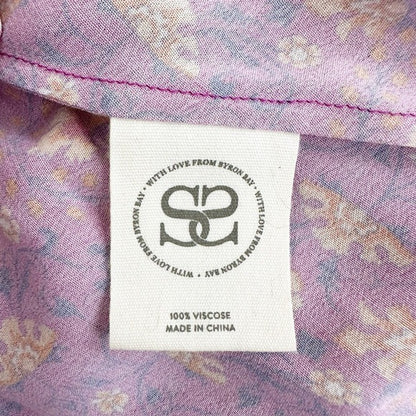 WITH LOVE FROM BYRON BAY • WITH LOVE FROM BYRON BAY • WITH LOVE FROM BYRON BAY •
SS
100% VISCOSE
MADE IN CHINA